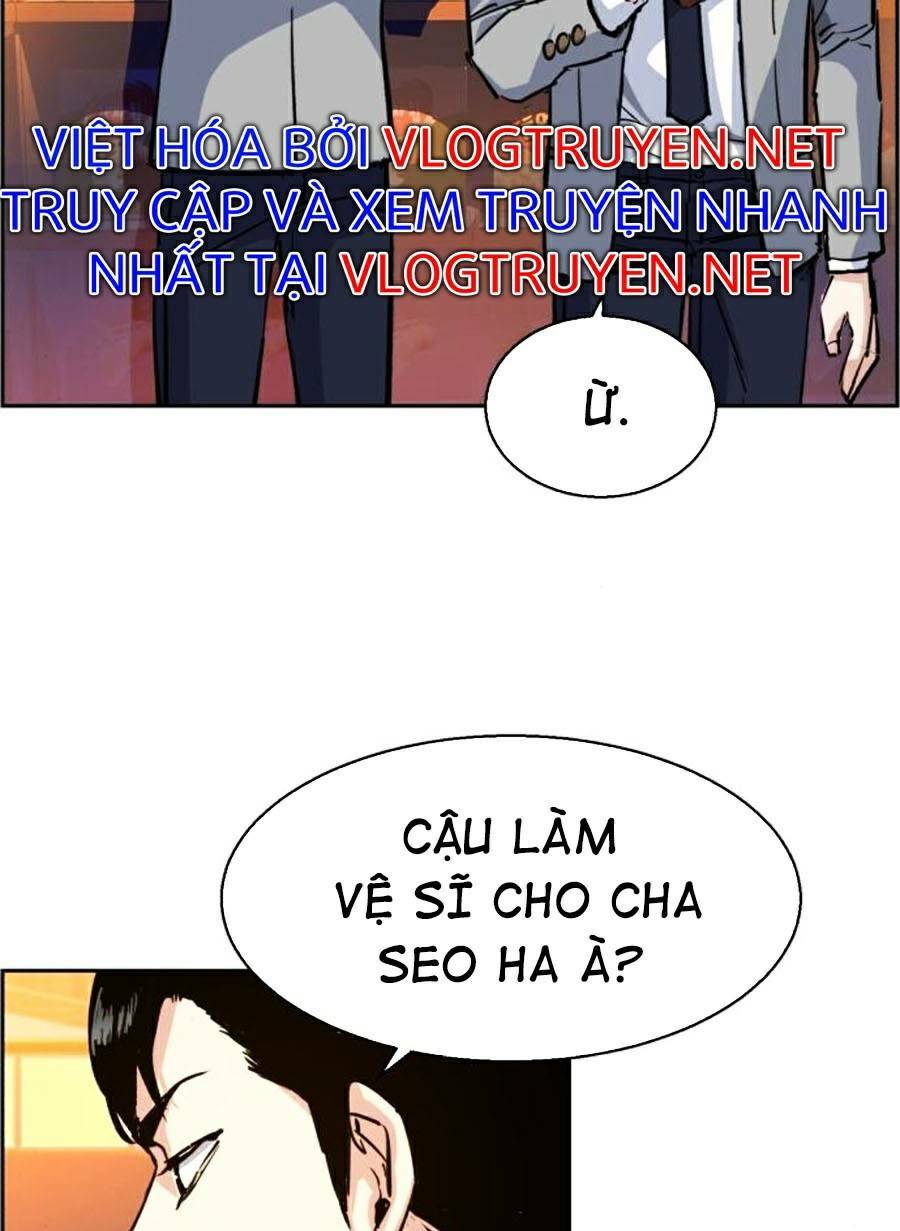 VIỆT HÓA BỞI VLOGTRUYEN.NET
TRUY CẬP VÀ XEM TRUYỆN NHANH
NHẤT TẠI VLOGTRUYEN.NET
Ừ.
CẬU LÀM
VỆ SĨ CHO CHA
SEO HA À?